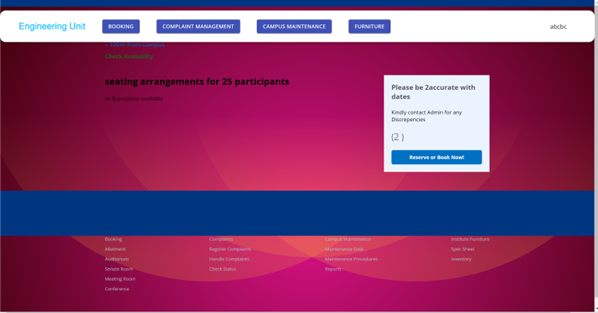 Engineering Unit
BOOKING
COMPLAINT MANAGEMENT
CAMPUS MAINTENANCE
FURNITURE
abcbc
- 100m from campus
Check Availability
seating arrangements for 25 participants
Ac & projector available
Please be 2accurate with
dates
Kindly contact Admin for any
Discrepencies
(2 )
Reserve or Book Now!
Booking
Allotment
Auditorium
Senate Room
Meeting Room
Conference
Complaints
Register Complaints
Handle Complaints
Check Status
Campus Maintenance
Maintenance Data
Maintenance Procedures
Reports
Institute Furniture
Spec Sheet
Inventory